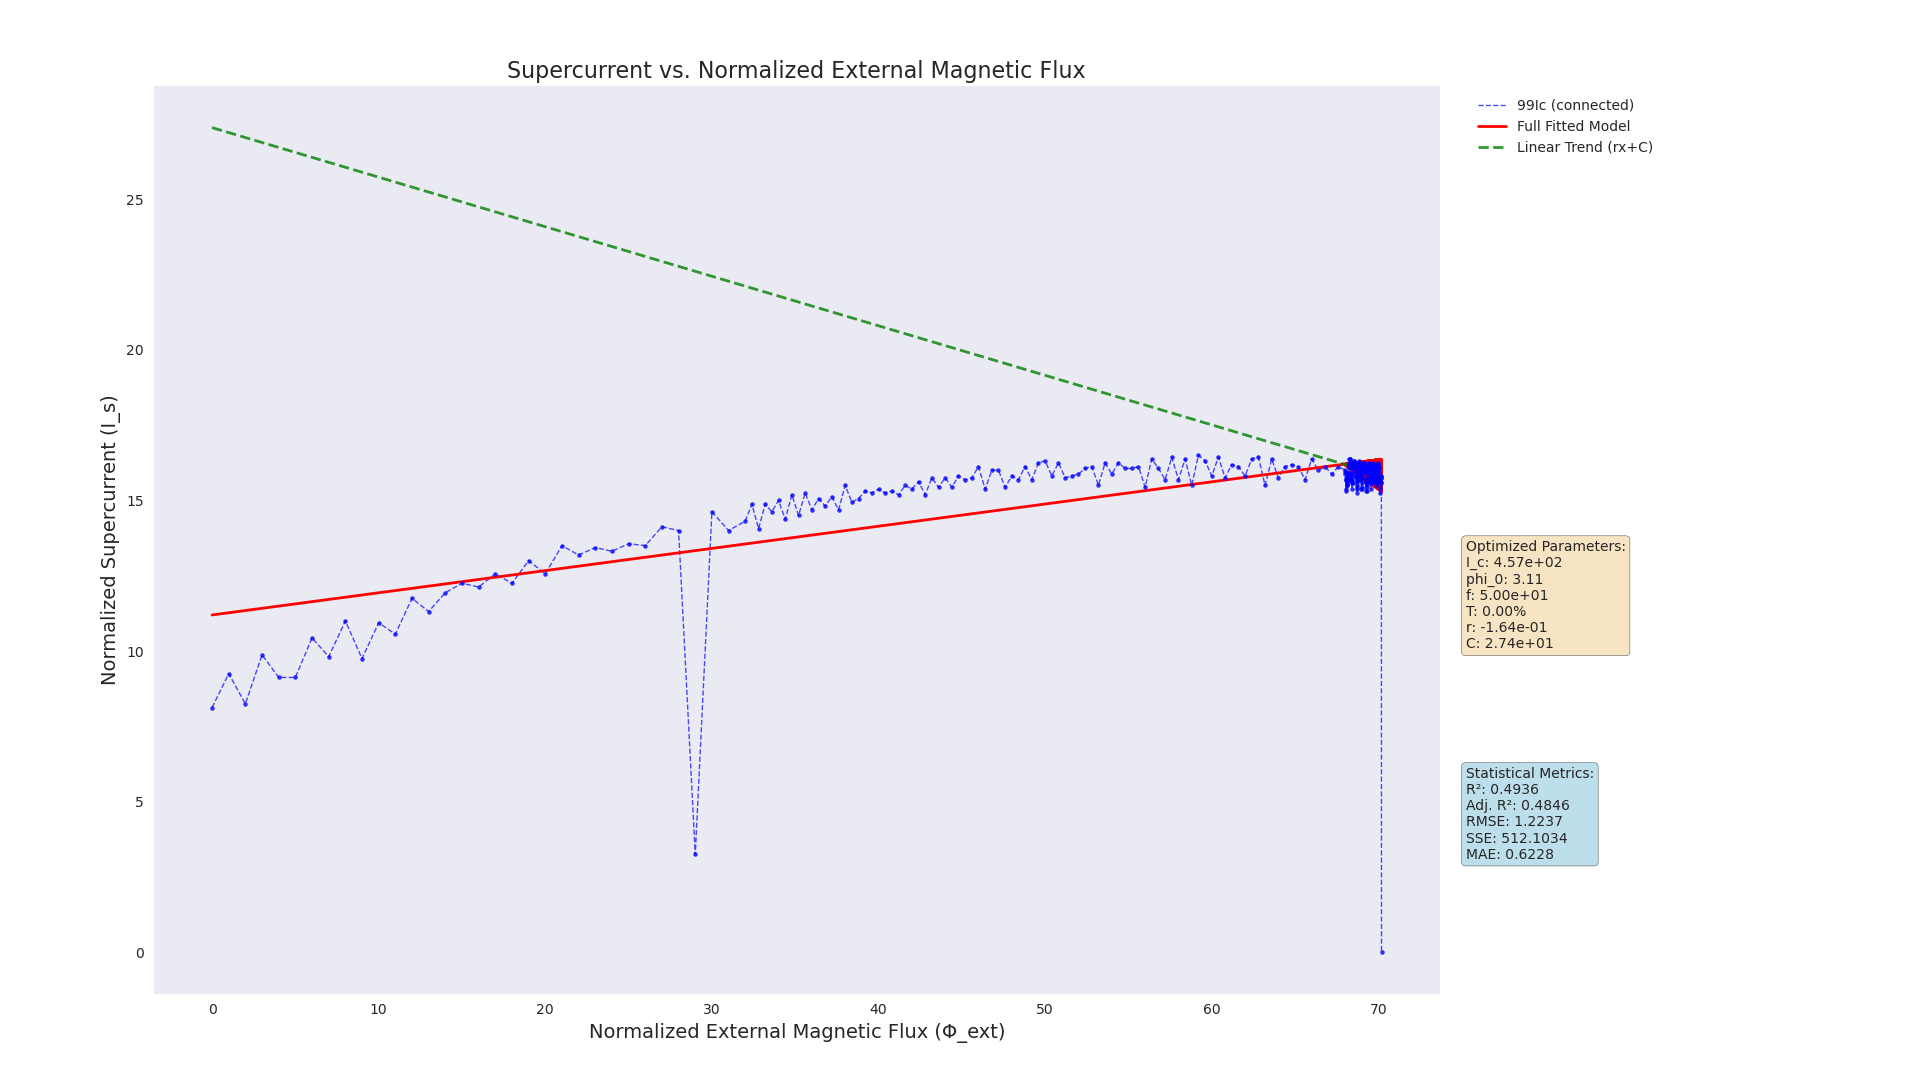 Supercurrent vs. Normalized External Magnetic Flux
99Ic (connected)
Full Fitted Model
Linear Trend (rx+C)
25
20
15
10
5
0
Normalized Supercurrent (I_s)
0 10 20 30 40 50 60 70
Normalized External Magnetic Flux (Φ_ext)
Optimized Parameters:
I_c: 4.57e+02
phi_0: 3.11
f: 5.00e+01
T: 0.00%
r: -1.64e-01
C: 2.74e+01
Statistical Metrics:
R²: 0.4936
Adj. R²: 0.4846
RMSE: 1.2237
SSE: 512.1034
MAE: 0.6228